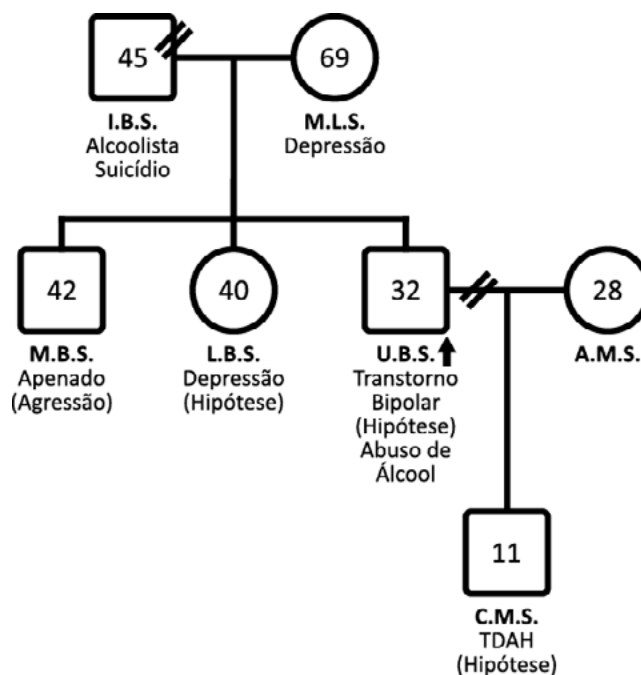 45
69
I.B.S.
Alcoolista
Suicídio
M.L.S.
Depressão
42
40
32
28
M.B.S.
Apenado
(Agressão)
L.B.S.
Depressão
(Hipótese)
U.B.S.
Transtorno
Bipolar
(Hipótese)
Abuso de
Álcool
A.M.S.
11
C.M.S.
TDAH
(Hipótese)